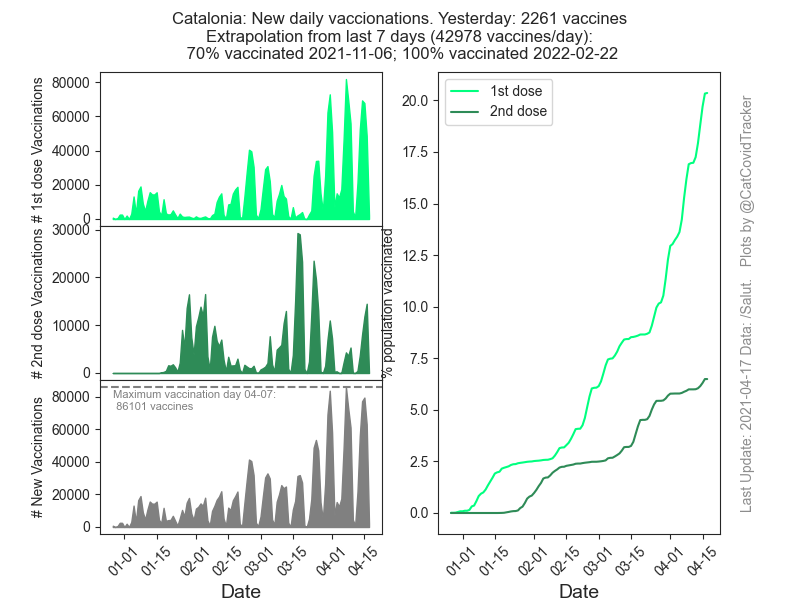 Catalonia: New daily vaccionations. Yesterday: 2261 vaccines
Extrapolation from last 7 days (42978 vaccines/day):
70% vaccinated 2021-11-06; 100% vaccinated 2022-02-22
# 1st dose Vaccinations
80000
60000
40000
20000
0
# 2nd dose Vaccinations
30000
20000
10000
0
# New Vaccinations
80000
60000
40000
20000
0
Maximum vaccination day 04-07:
86101 vaccines
01-01
01-15
02-01
02-15
03-01
03-15
04-01
04-15
Date
% population vaccinated
20.0
17.5
15.0
12.5
10.0
7.5
5.0
2.5
0.0
1st dose
2nd dose
01-01
01-15
02-01
02-15
03-01
03-15
04-01
04-15
Date
Last Update: 2021-04-17 Data: /Salut. Plots by @CatCovidTracker